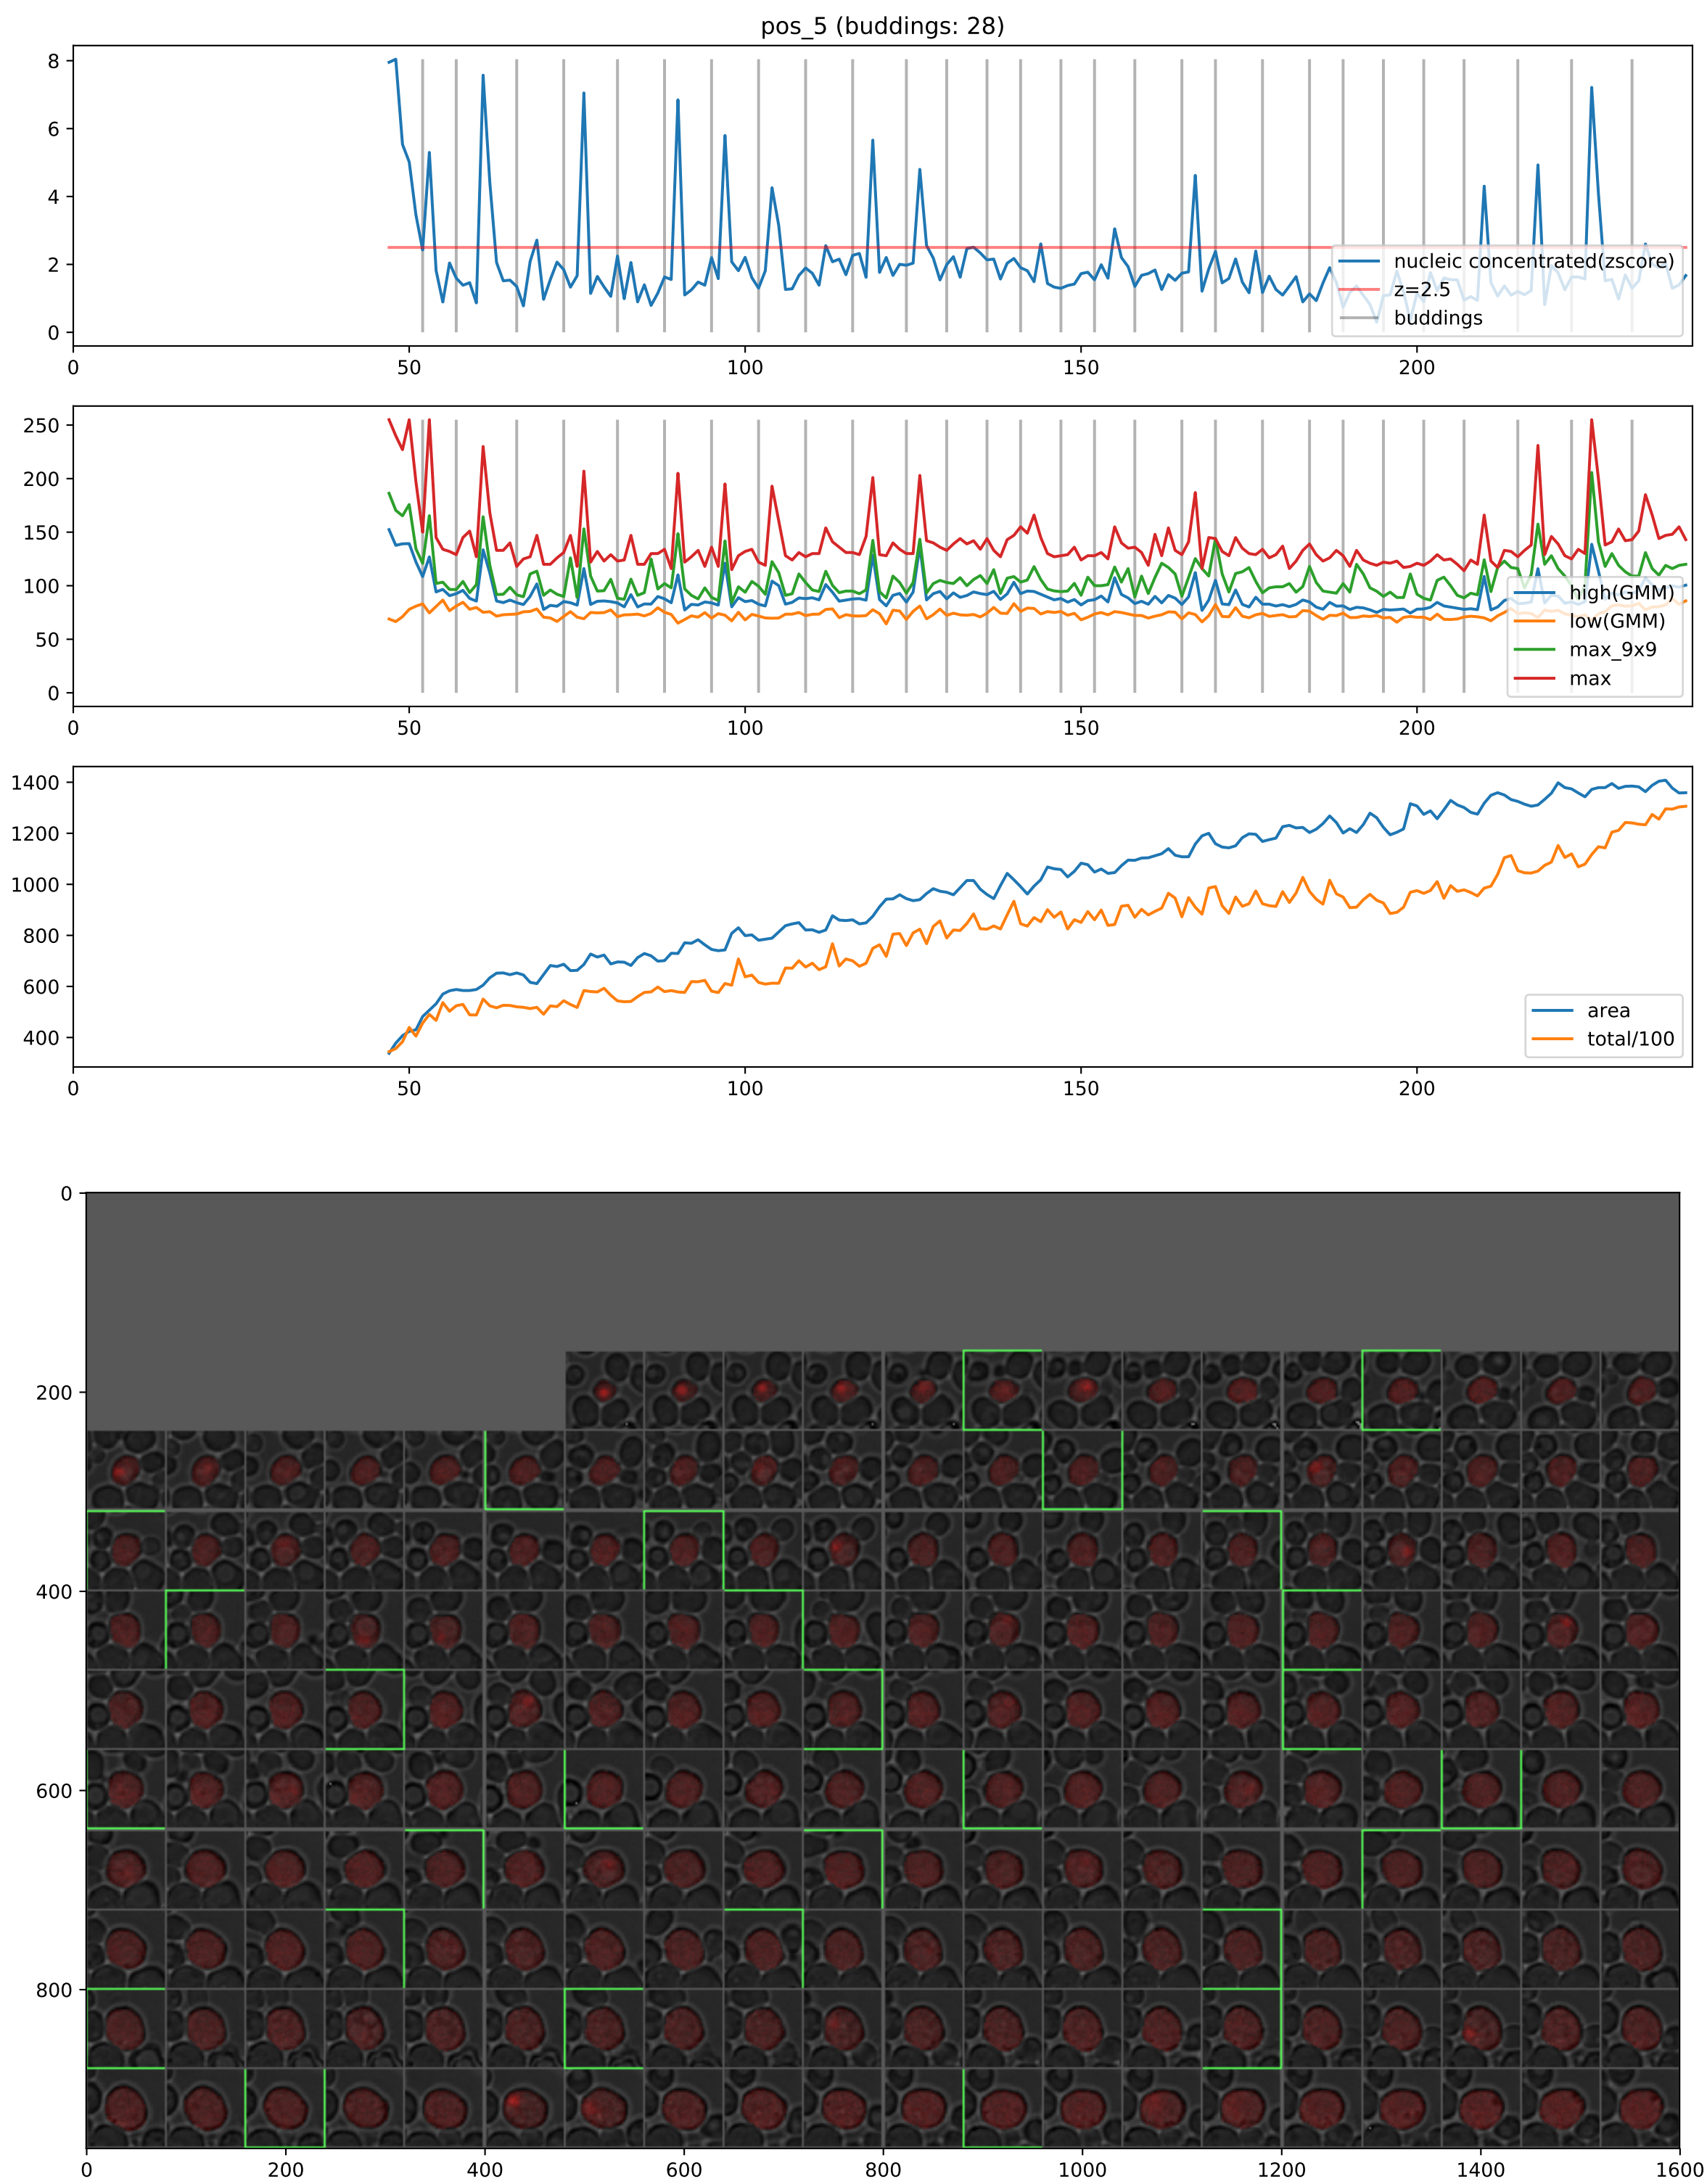 pos_5 (buddings: 28)
8
6
4
2
0
nucleic concentrated(zscore)
z=2.5
buddings
0 50 100 150 200
250
200
150
100
50
0
high(GMM)
low(GMM)
max_9x9
max
0 50 100 150 200
1400
1200
1000
800
600
400
area
total/100
0 50 100 150 200
0
200
400
600
800
0 200 400 600 800 1000 1200 1400 1600